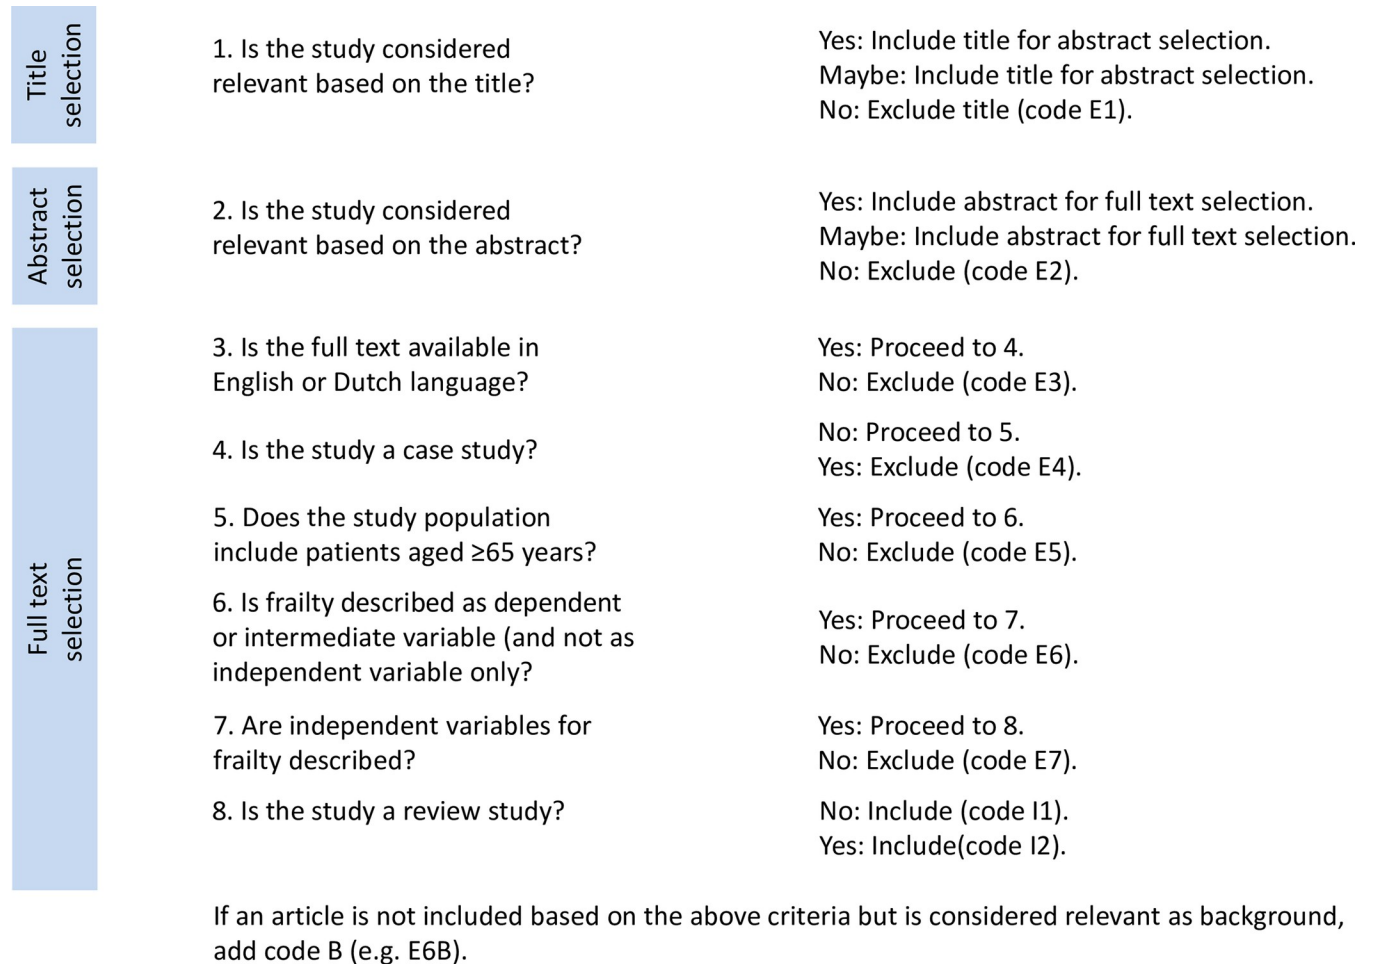 Title
selection
1. Is the study considered
relevant based on the title?
Yes: Include title for abstract selection.
Maybe: Include title for abstract selection.
No: Exclude title (code E1).
Abstract
selection
2. Is the study considered
relevant based on the abstract?
Yes: Include abstract for full text selection.
Maybe: Include abstract for full text selection.
No: Exclude (code E2).
Full text
selection
3. Is the full text available in
English or Dutch language?
Yes: Proceed to 4.
No: Exclude (code E3).
4. Is the study a case study?
No: Proceed to 5.
Yes: Exclude (code E4).
5. Does the study population
include patients aged ≥65 years?
Yes: Proceed to 6.
No: Exclude (code E5).
6. Is frailty described as dependent
or intermediate variable (and not as
independent variable only?
Yes: Proceed to 7.
No: Exclude (code E6).
7. Are independent variables for
frailty described?
Yes: Proceed to 8.
No: Exclude (code E7).
8. Is the study a review study?
No: Include (code I1).
Yes: Include(code I2).
If an article is not included based on the above criteria but is considered relevant as background,
add code B (e.g. E6B).